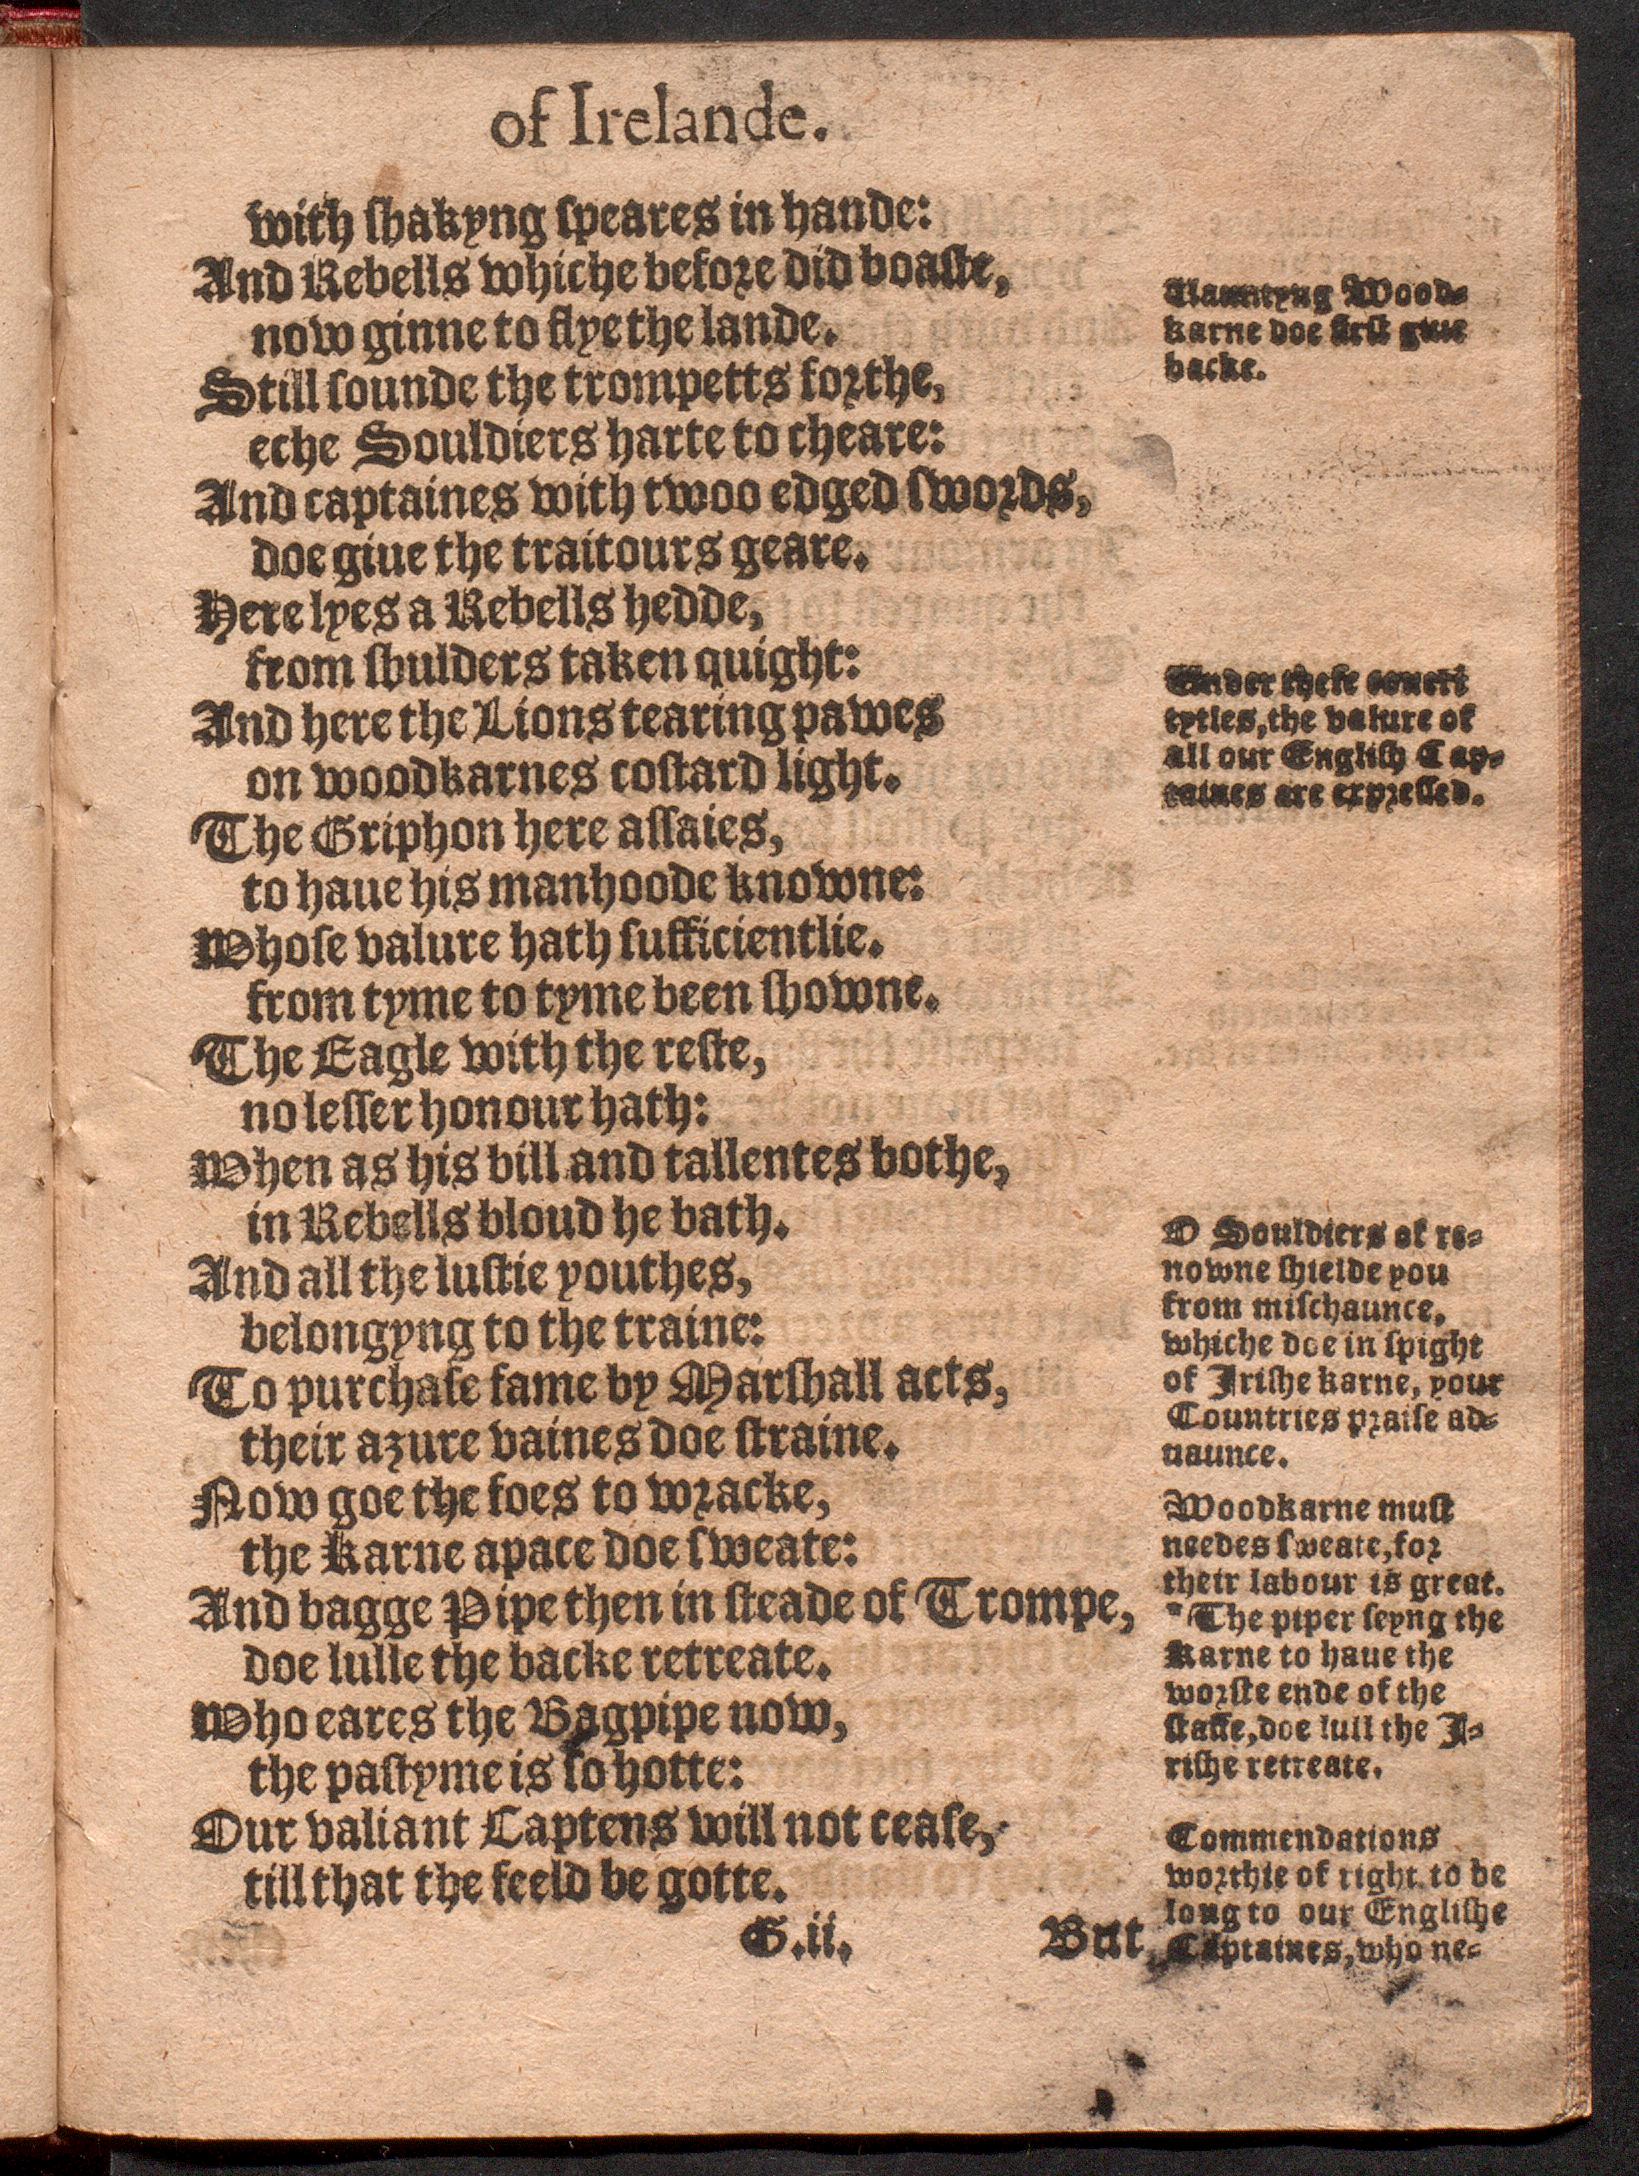 of Irelande.
with ſhakyng ſpeares in hande:
And Rebells whiche before did boaſte,
now ginne to flye the lande.
Still ſounde the trompetts forthe,
eche Souldiers harte to cheare:
And captaines with twoo edged ſwords,
doe giue the traitours geare.
Here lyes a Rebells hedde,
from ſhulders taken quight:
And here the Lions tearing pawes
on woodkarnes coſtard light.
The Griphon here aſſaies,
to haue his manhoode knowne:
Whoſe valure hath ſufficientlie.
from tyme to tyme been ſhowne.
The Eagle with the reſte,
no leſſer honour hath:
When as his bill and tallentes bothe,
in Rebells bloud he bath.
And all the luſtie youthes,
belongyng to the traine:
To purchaſe fame by Marſhall acts,
their azure vaines doe ſtraine.
Now goe the foes to wracke,
the Karne apace doe ſweate:
And bagge Pipe then in ſteade of Trompe,
doe lulle the backe retreate.
Who eares the Bagpipe now,
the paſtyme is ſo hotte:
Our valiant Captens will not ceaſe,
till that the feeld be gotte.
G.ii.
But
Wood-
karne doe firſt giue
backe.
Vnder theſe couert
tytles, the valure of
all our Engliſh Cap-
taines are expreſſed.
O Souldiers of re-
nowne ſhielde you
from miſchaunce,
whiche doe in ſpight
of Iriſhe karne, your
Countries praiſe ad-
uaunce.
Woodkarne muſt
needes ſweate, for
their labour is great.
* The piper ſeyng the
Karne to haue the
worſte ende of the
ſtaffe, doe lull the I-
riſhe retreate.
Commendations
worthie of right to be
long to our Engliſhe
Captaines, who ne-